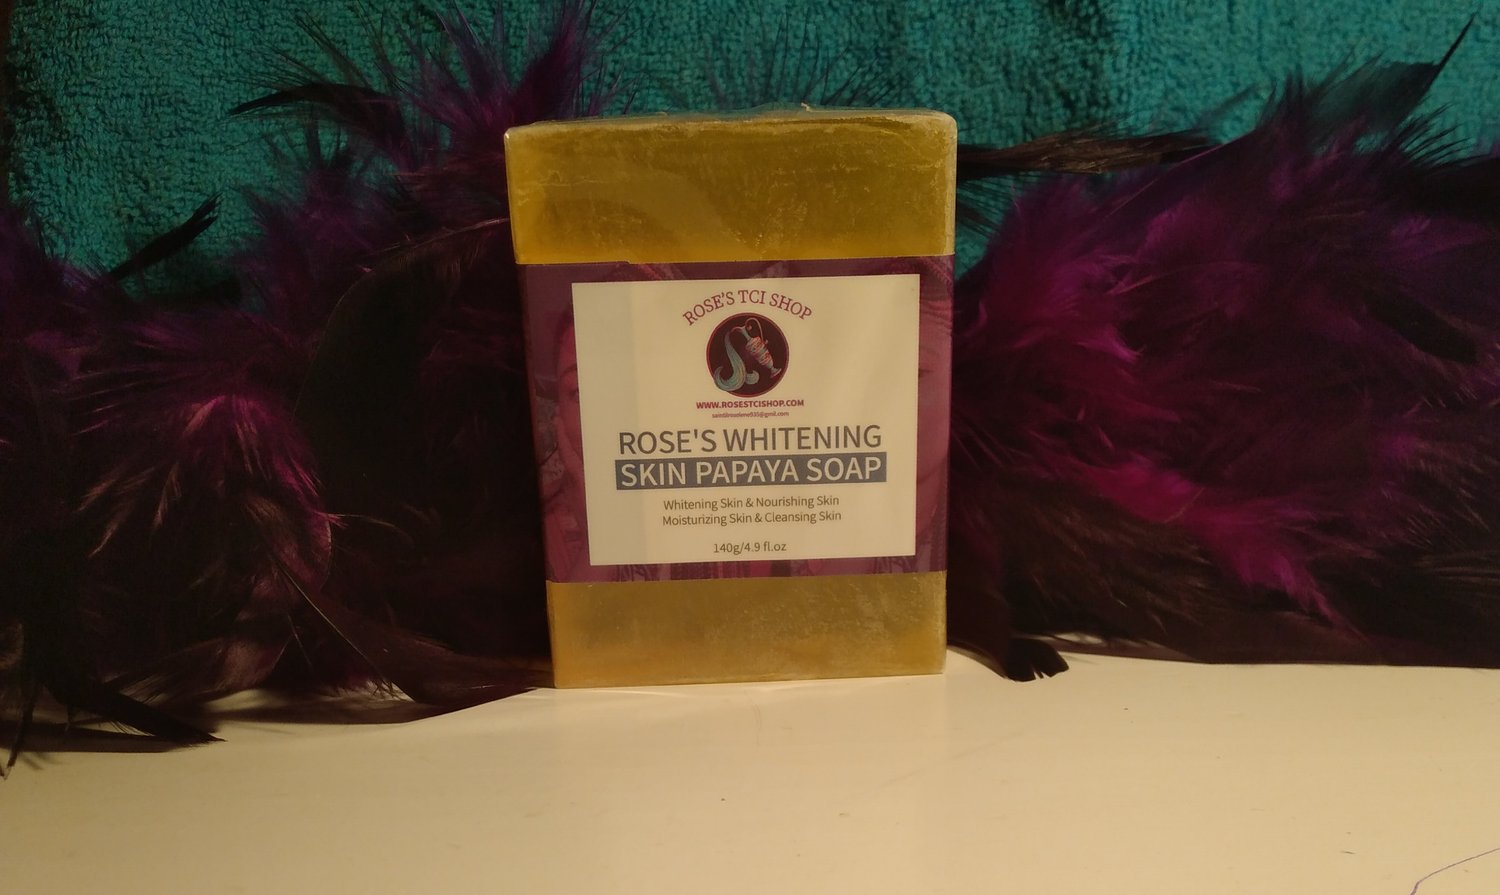 ROSE'S TCI SHOP
WWW.ROSESTCISHOP.COM
ROSE'S WHITENING
SKIN PAPAYA SOAP
Whitening Skin & Nourishing Skin
Moisturizing Skin & Cleansing Skin
140g/4.9 fl.oz